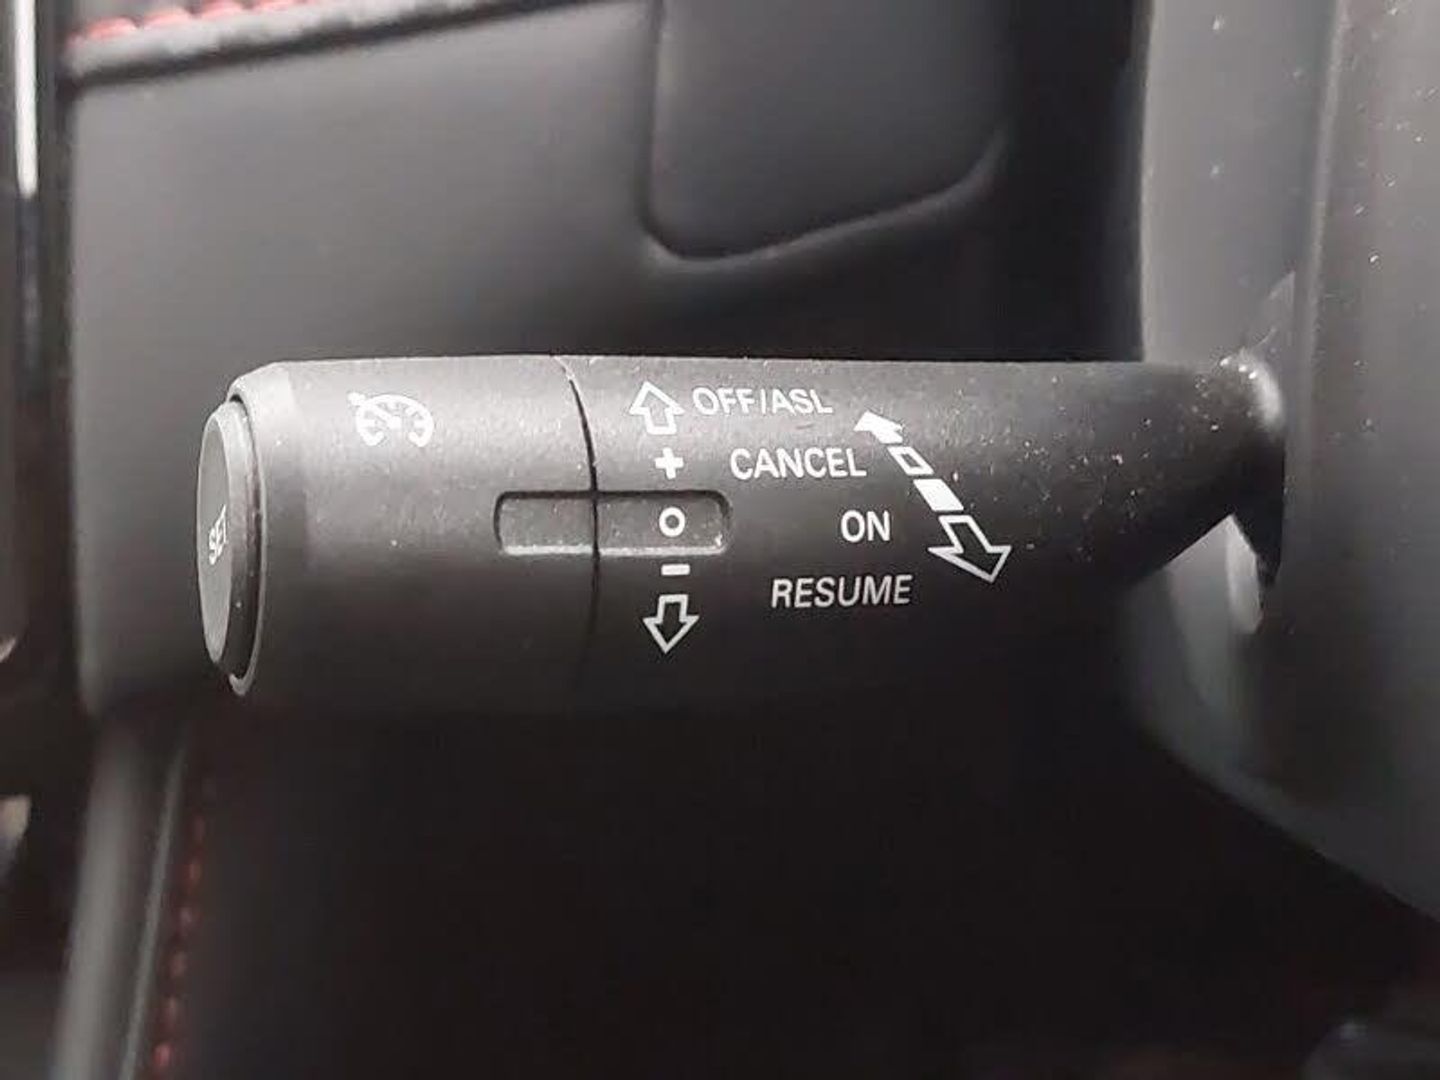 OFF/ASL
+ CANCEL
O ON
SET
-
RESUME